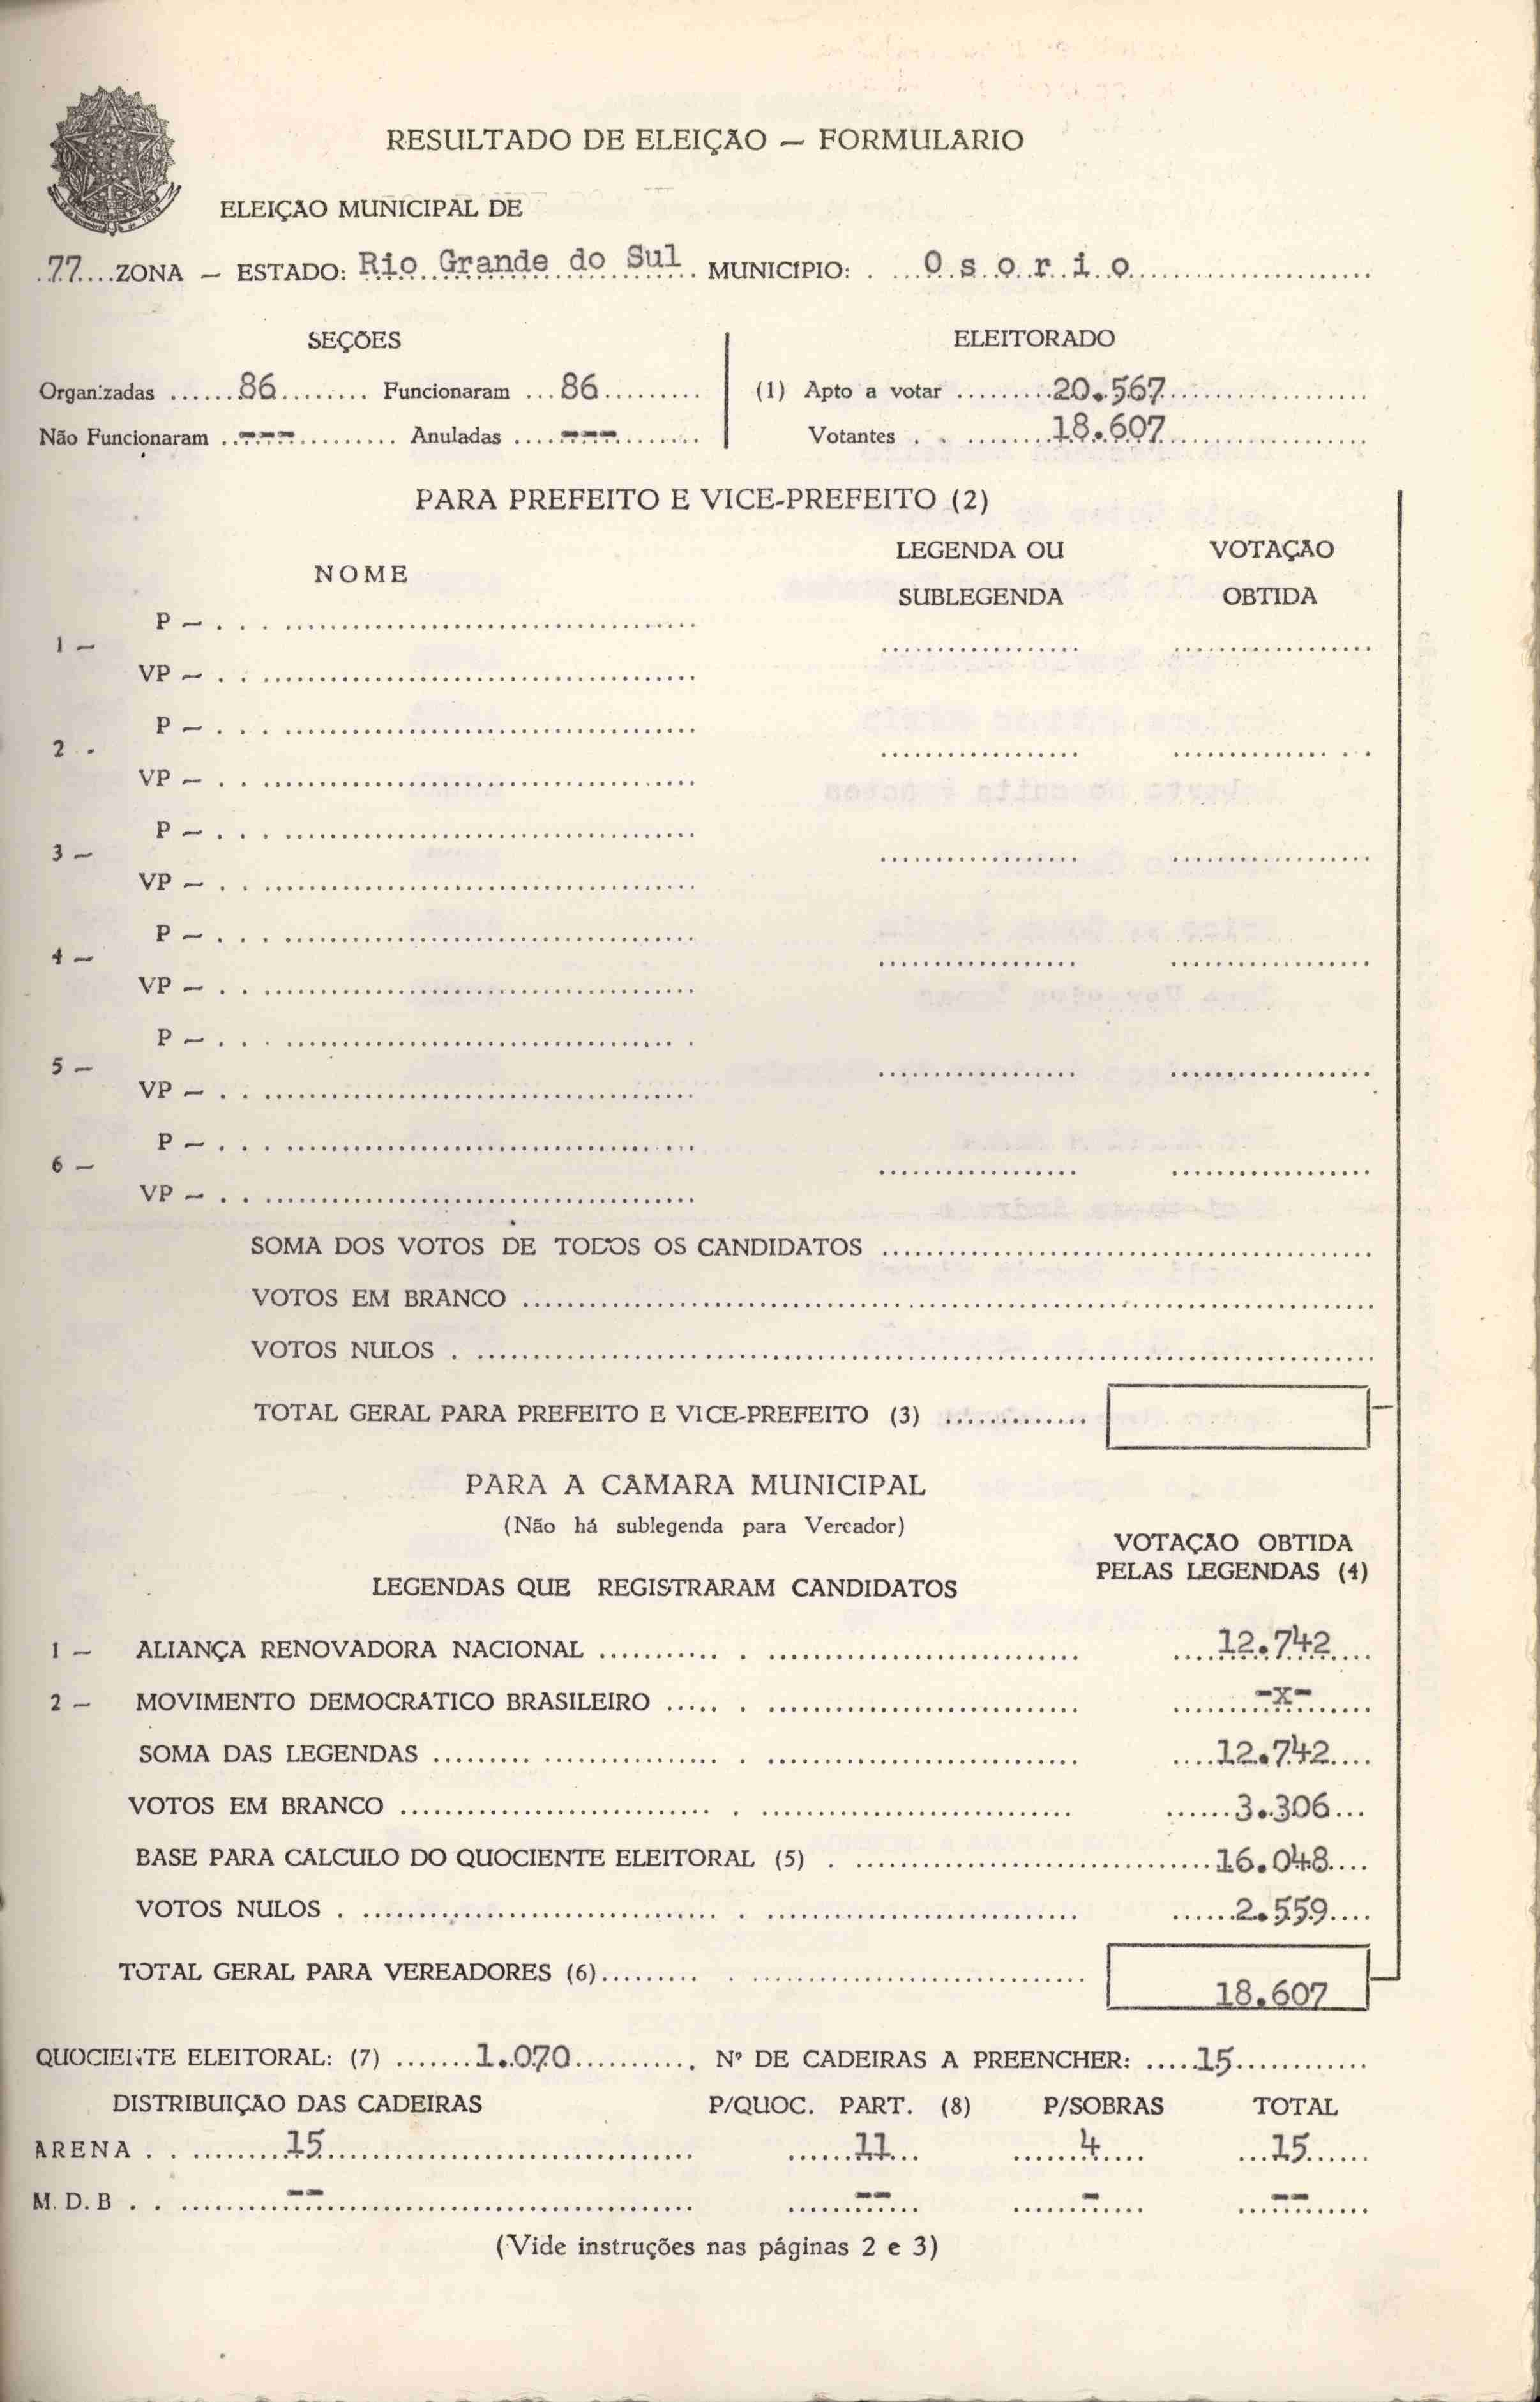 RESULTADO DE ELEIÇÃO — FORMULÁRIO
ELEIÇÃO MUNICIPAL DE
77....ZONA — ESTADO: Rio Grande do Sul MUNICIPIO: . ...O s o r i o......................
SEÇÕES
ELEITORADO
Organizadas ......86......... Funcionaram ...86.........
(1) Apto a votar .........20.567..................
Não Funcionaram ..---......... Anuladas ....---........
Votantes . . ........18.607..................
PARA PREFEITO E VICE-PREFEITO (2)
NOME
LEGENDA OU SUBLEGENDA
VOTAÇÃO OBTIDA
P — . . . .....................................
1 — .................. ..................
VP — . . .......................................
P — . . . .....................................
2 - .................. ..................
VP — . . .......................................
P — . . . .....................................
3 — .................. ..................
VP — . . .......................................
P — . . . .....................................
4 — .................. ..................
VP — . . .......................................
P — . . . .....................................
5 — .................. ..................
VP — . . .......................................
P — . . . .....................................
6 — .................. ..................
VP — . . .......................................
SOMA DOS VOTOS DE TODOS OS CANDIDATOS ............................................
VOTOS EM BRANCO ............................................................................
VOTOS NULOS . ................................................................................
TOTAL GERAL PARA PREFEITO E VICE-PREFEITO (3) .............
PARA A CÂMARA MUNICIPAL
(Não há sublegenda para Vereador)
LEGENDAS QUE REGISTRARAM CANDIDATOS
VOTAÇÃO OBTIDA
PELAS LEGENDAS (4)
1 — ALIANÇA RENOVADORA NACIONAL ........... . ............................ ....12.742....
2 — MOVIMENTO DEMOCRÁTICO BRASILEIRO ..... . ............................ .......-x-......
SOMA DAS LEGENDAS ......... ................ . ............................ ....12.742....
VOTOS EM BRANCO ............................ . ............................ ......3.306...
BASE PARA CÁLCULO DO QUOCIENTE ELEITORAL (5) . ................................16.048....
VOTOS NULOS . ................................ . ............................ ......2.559....
TOTAL GERAL PARA VEREADORES (6)......... . .............................. 18.607
QUOCIENTE ELEITORAL: (7) .......1.070........... Nº DE CADEIRAS A PREENCHER: .....15............
DISTRIBUIÇÃO DAS CADEIRAS P/QUOC. PART. (8) P/SOBRAS TOTAL
ARENA . . .........15................................. ......11... ......4..... ...15......
M.D.B . . ..........--................................. ......--.... ......-..... ...--......
(Vide instruções nas páginas 2 e 3)